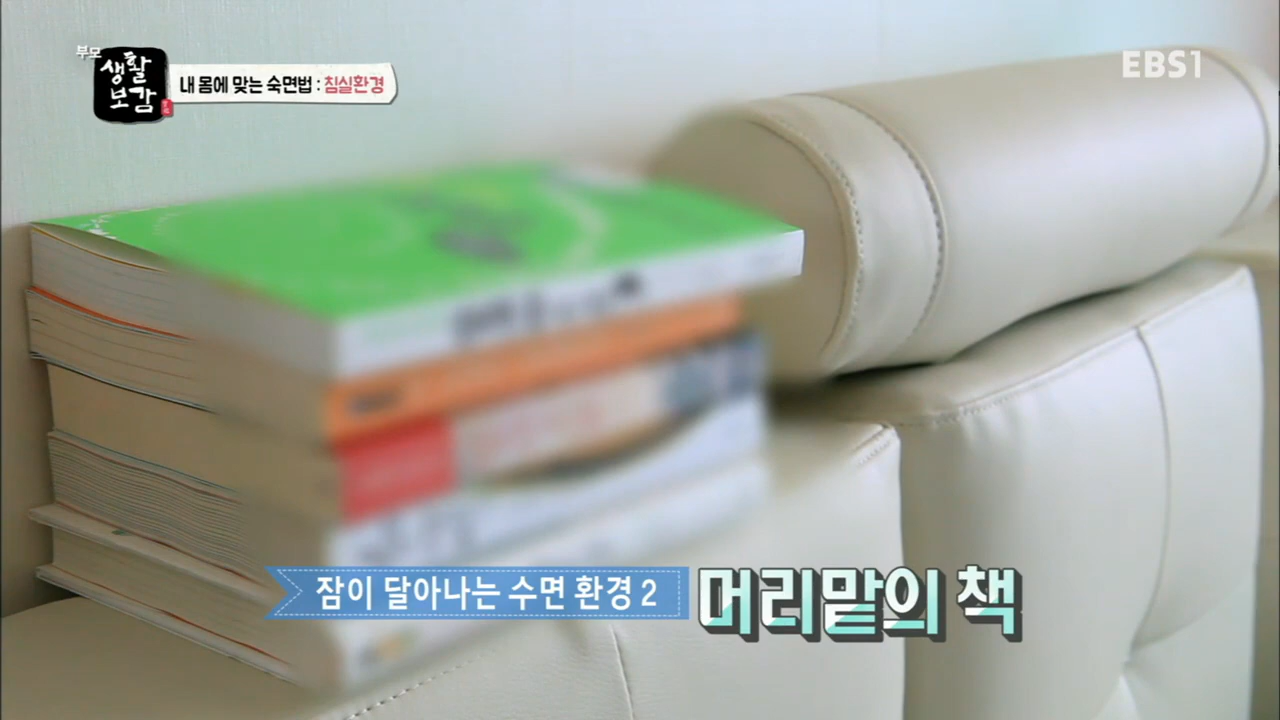 부모
생활
보감
내 몸에 맞는 숙면법 : 침실환경
EBS1
잠이 달아나는 수면 환경 2
머리맡의 책